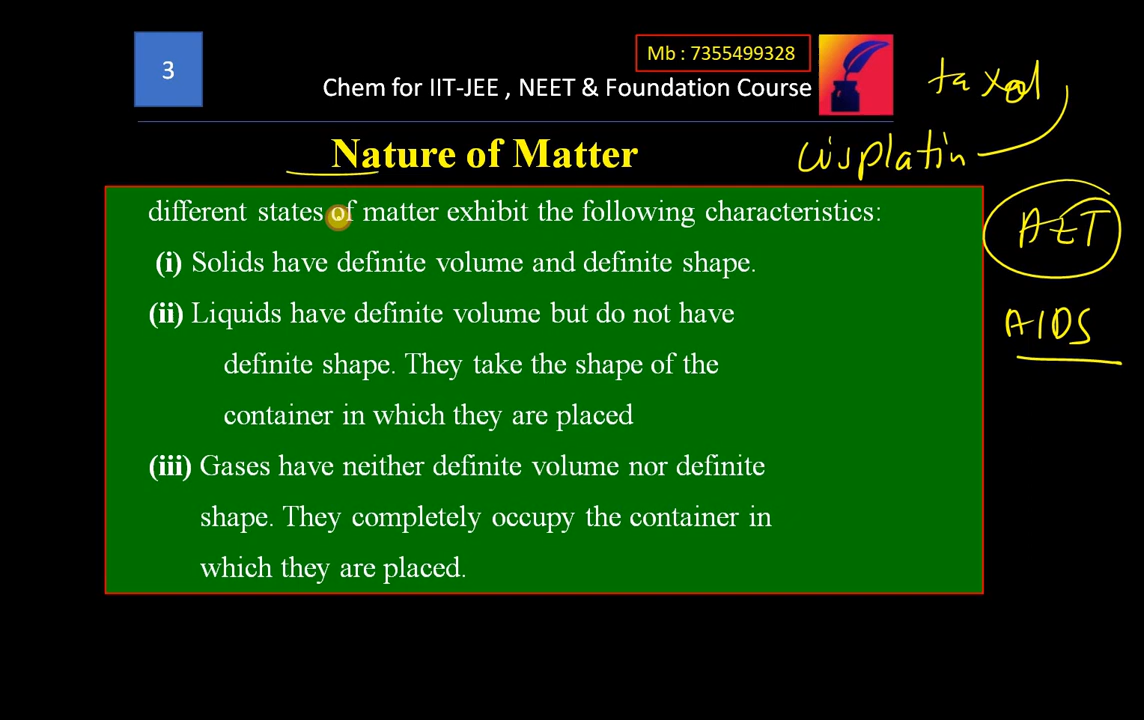 3
Mb : 7355499328
Chem for IIT-JEE , NEET & Foundation Course
taxol
Nature of Matter
cisplatin
different states of matter exhibit the following characteristics:
AZT
(i) Solids have definite volume and definite shape.
(ii) Liquids have definite volume but do not have
AIDS
definite shape. They take the shape of the
container in which they are placed
(iii) Gases have neither definite volume nor definite
shape. They completely occupy the container in
which they are placed.